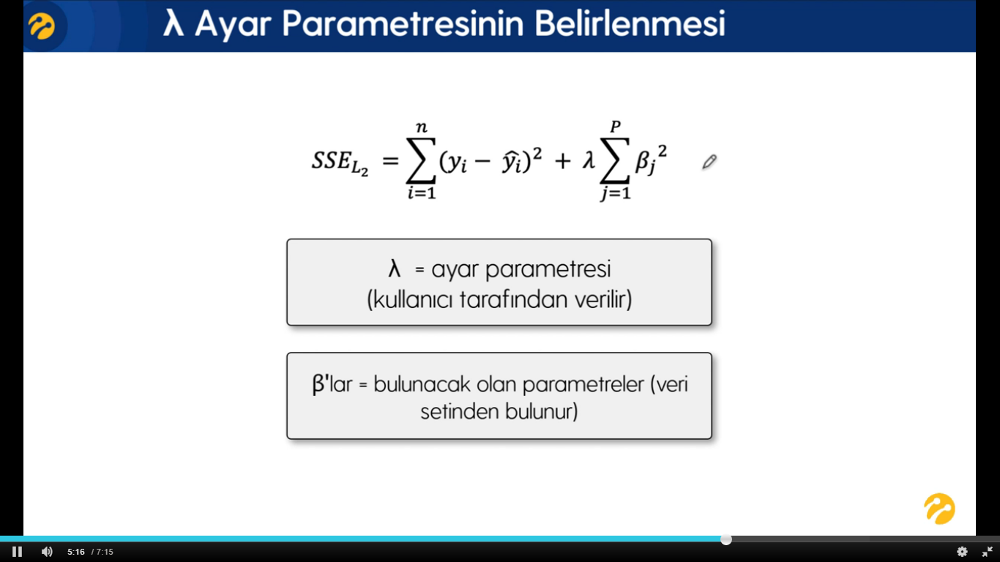 λ Ayar Parametresinin Belirlenmesi
$SSE_{L_2} = \sum_{i=1}^{n} (y_i - \hat{y}_i)^2 + \lambda \sum_{j=1}^{P} \beta_j^2$
λ = ayar parametresi
(kullanıcı tarafından verilir)
β'lar = bulunacak olan parametreler (veri
setinden bulunur)
5:16 / 7:15